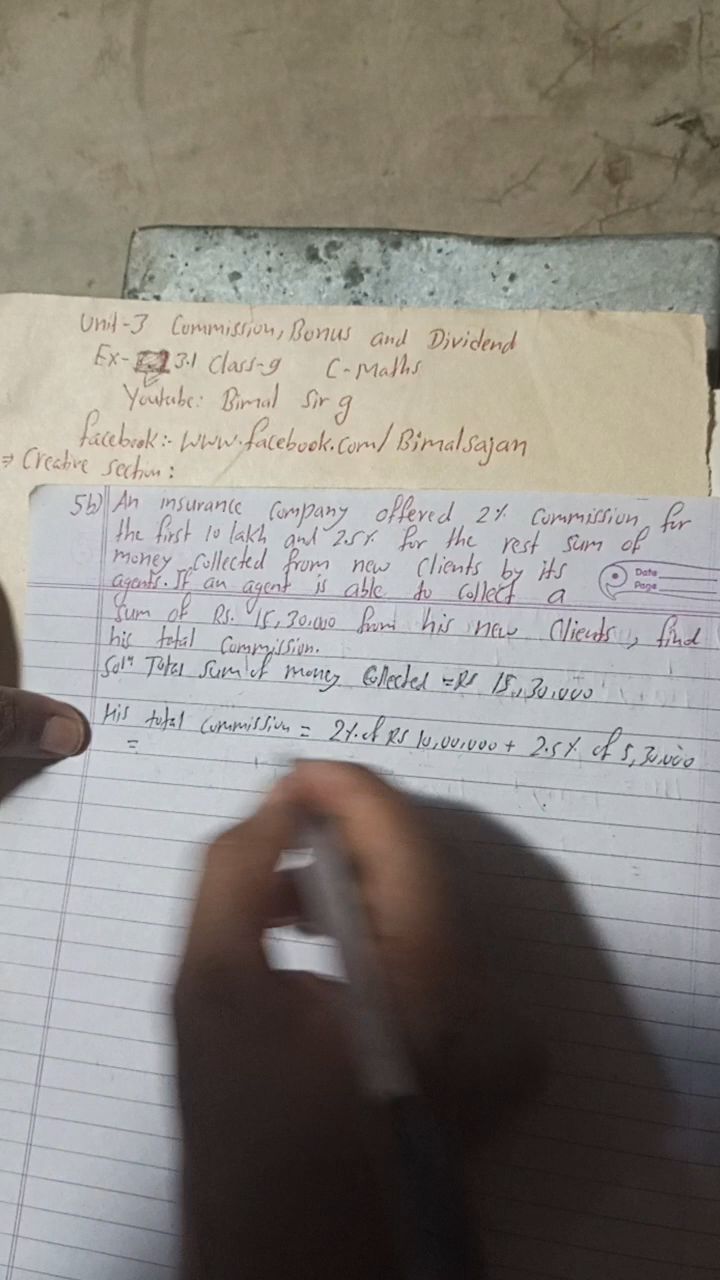 Unit-3 Commission, Bonus and Dividend
Ex- 3.1 Class-9 C-Maths
Youtube: Bimal Sir g
facebook:- www.facebook.com/Bimalsajan
⇒ Creative section:
5b) An insurance company offered 2% commission for
the first 10 lakh and 2.5% for the rest sum of
money collected from new clients by its
agents. If an agent is able to collect a
Date
Page
sum of Rs. 15,30,000 from his new clients, find
his total commission.
Solⁿ Total sum of money collected = Rs 15,30,000
His total commission = 2% of Rs 10,00,000 + 2.5% of 5,30,000
=